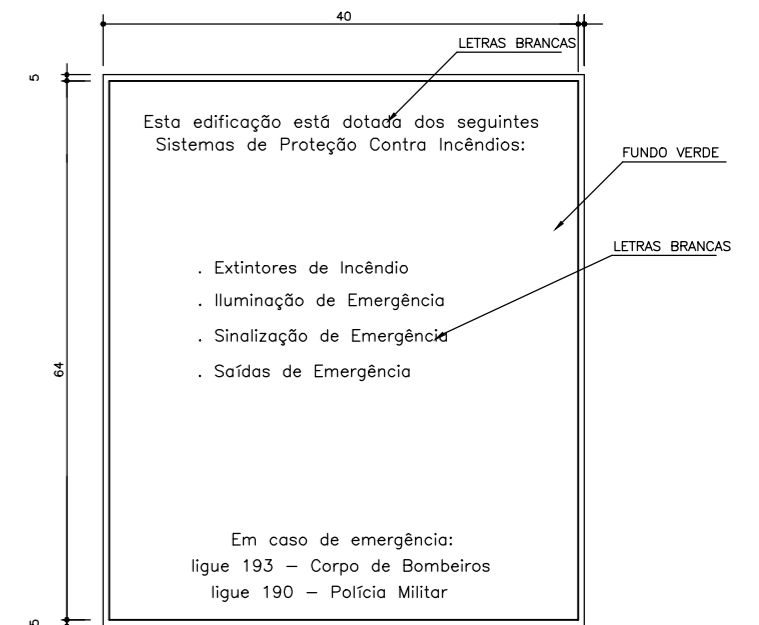 40
LETRAS BRANCAS
5
Esta edificação está dotada dos seguintes
Sistemas de Proteção Contra Incêndios:
FUNDO VERDE
LETRAS BRANCAS
. Extintores de Incêndio
. Iluminação de Emergência
. Sinalização de Emergência
. Saídas de Emergência
64
Em caso de emergência:
ligue 193 – Corpo de Bombeiros
ligue 190 – Polícia Militar
5